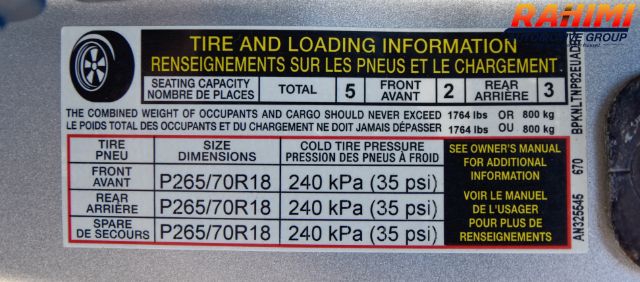 RAHIMI
AUTOMOTIVE GROUP
TIRE AND LOADING INFORMATION
RENSEIGNEMENTS SUR LES PNEUS ET LE CHARGEMENT
SEATING CAPACITY
NOMBRE DE PLACES
TOTAL 5
FRONT
AVANT
2
REAR
ARRIÈRE
3
THE COMBINED WEIGHT OF OCCUPANTS AND CARGO SHOULD NEVER EXCEED 1764 lbs OR 800 kg
LE POIDS TOTAL DES OCCUPANTS ET DU CHARGEMENT NE DOIT JAMAIS DÉPASSER 1764 lbs OU 800 kg
TIRE
PNEU
SIZE
DIMENSIONS
COLD TIRE PRESSURE
PRESSION DES PNEUS À FROID
FRONT
AVANT
P265/70R18 240 kPa (35 psi)
REAR
ARRIÈRE
P265/70R18 240 kPa (35 psi)
SPARE
DE SECOURS
P265/70R18 240 kPa (35 psi)
SEE OWNER'S MANUAL
FOR ADDITIONAL
INFORMATION
VOIR LE MANUEL
DE L'USAGER
POUR PLUS DE
RENSEIGNEMENTS
AN325645 670 BPKNLTNP82EUADER